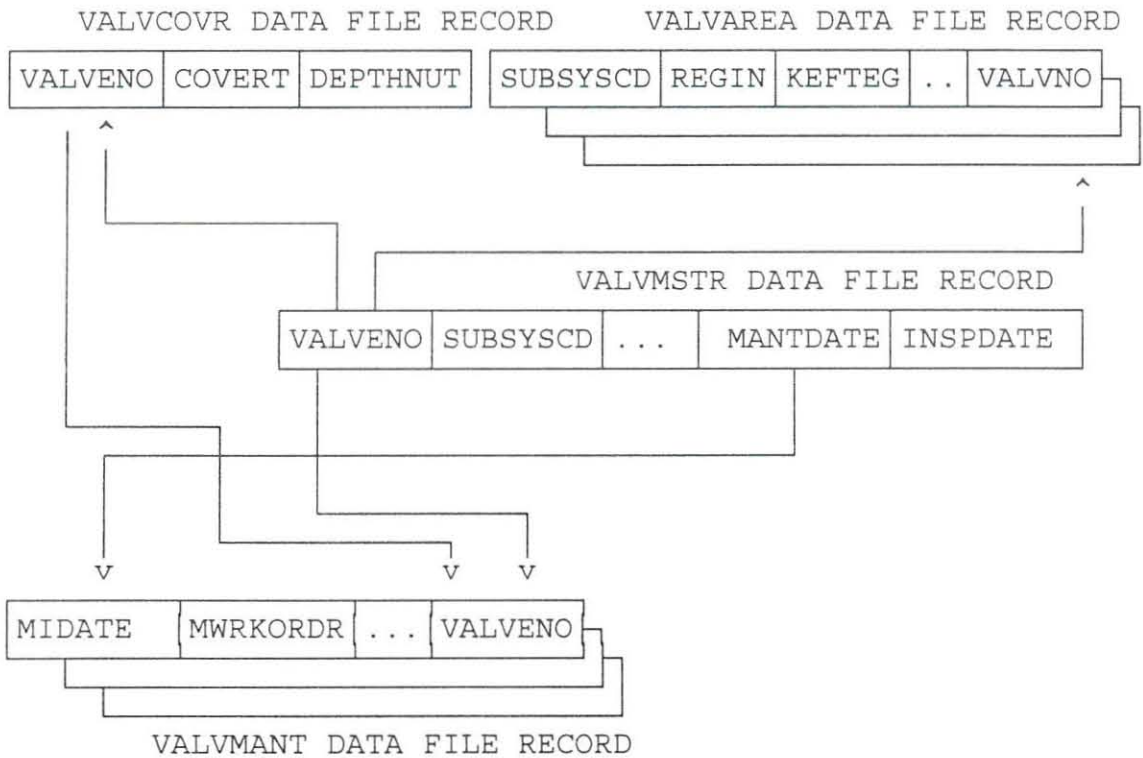 VALVCOVR DATA FILE RECORD
VALVAREA DATA FILE RECORD
VALVENO COVERT DEPTHNUT
SUBSYSCD REGIN KEFTEG .. VALVNO
VALVMSTR DATA FILE RECORD
VALVENO SUBSYSCD ... MANTDATE INSPDATE
MIDATE MWRKORDR ... VALVENO
VALVMANT DATA FILE RECORD